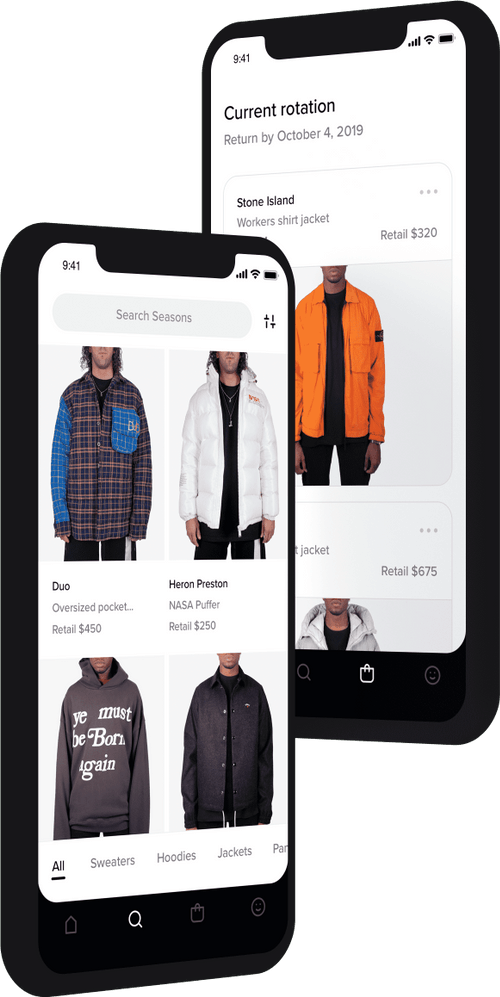 9:41
Current rotation
Return by October 4, 2019
Stone Island
Workers shirt jacket
Retail $320
t jacket
Retail $675
9:41
Search Seasons
Duo
Oversized pocket...
Retail $450
Heron Preston
NASA Puffer
Retail $250
ye must
be Born
again
All
Sweaters
Hoodies
Jackets
Pan